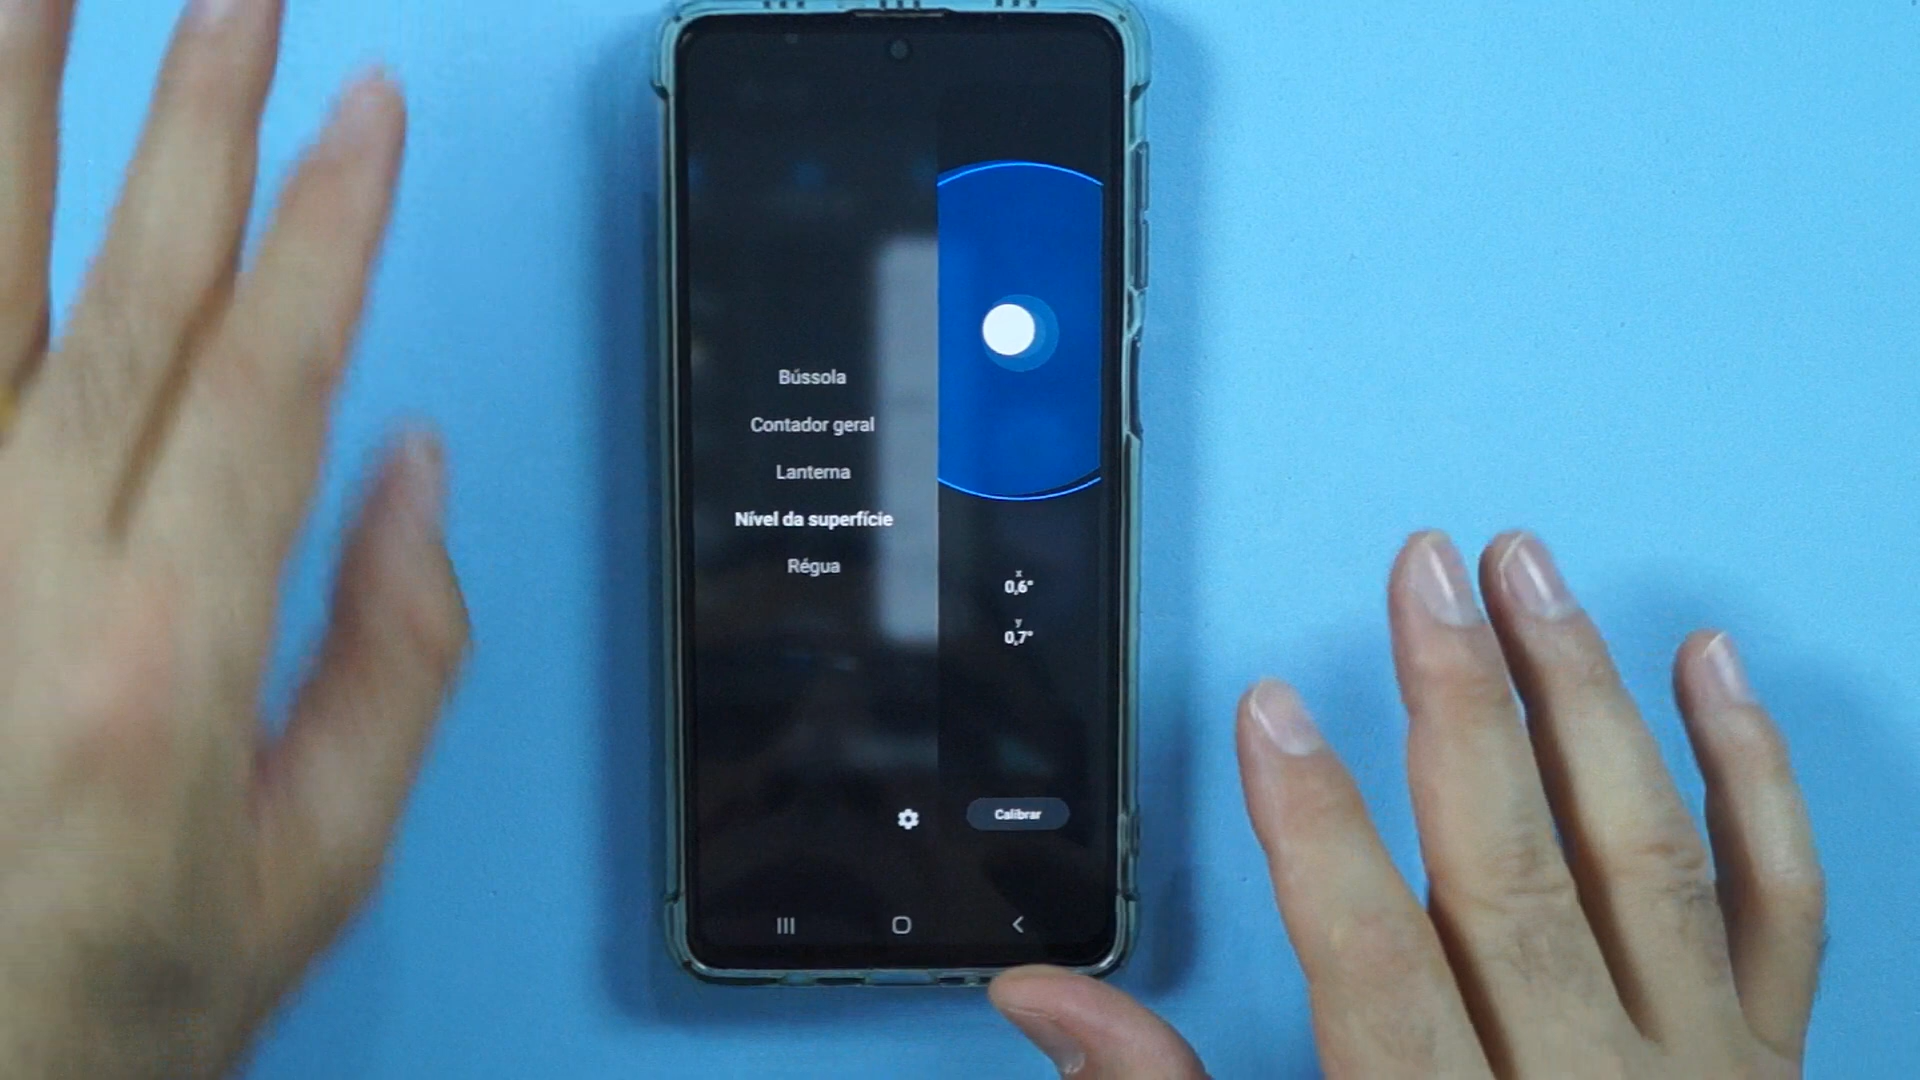 Bússola
Contador geral
Lanterna
Nível da superfície
Régua
x
0,6°
y
0,7°
Calibrar